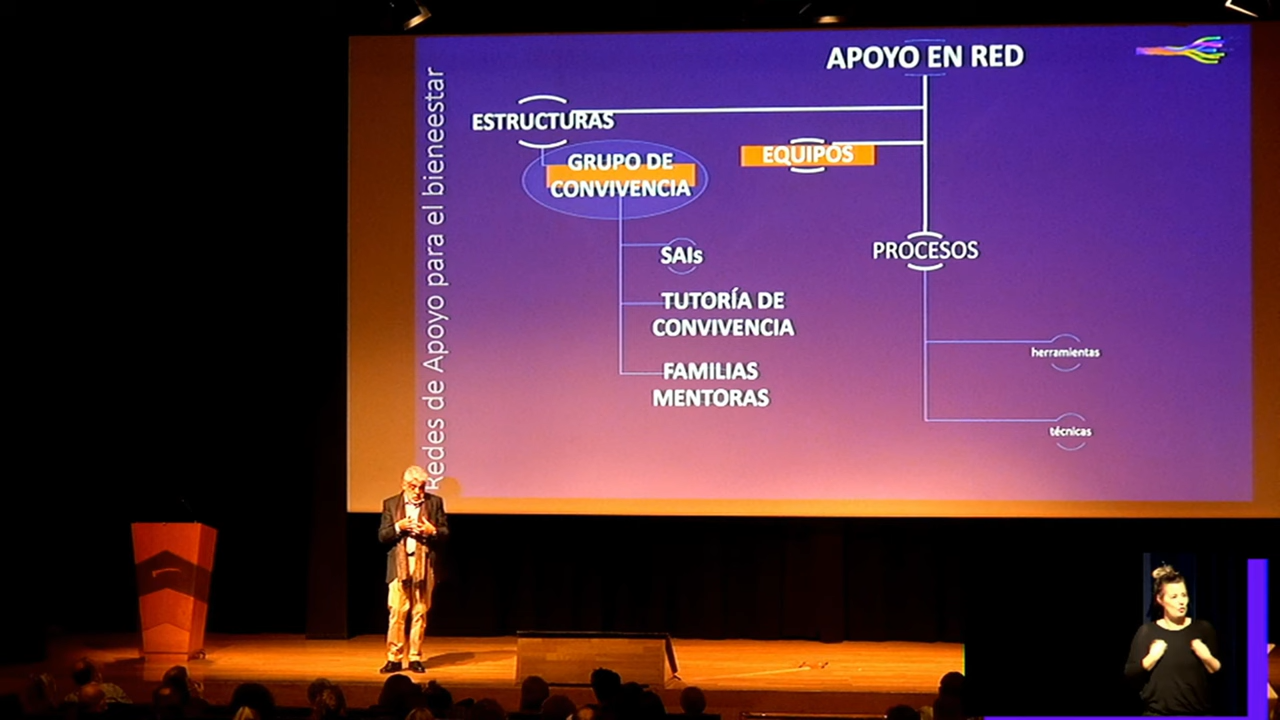 Redes de Apoyo para el bieneestar
APOYO EN RED
ESTRUCTURAS
GRUPO DE
CONVIVENCIA
EQUIPOS
SAIs
TUTORÍA DE
CONVIVENCIA
FAMILIAS
MENTORAS
PROCESOS
herramientas
técnicas